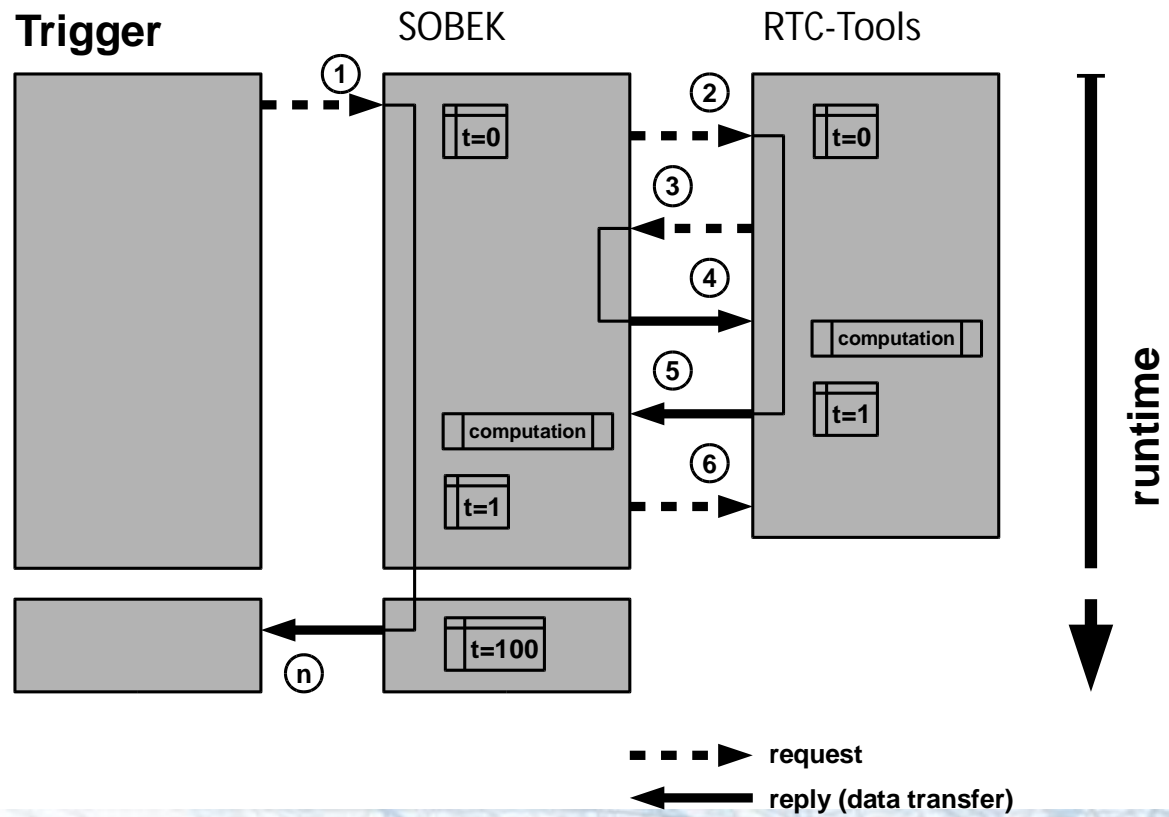 Trigger
SOBEK
RTC-Tools
1
2
t=0
t=0
3
4
computation
5
t=1
computation
6
t=1
runtime
t=100
n
request
reply (data transfer)